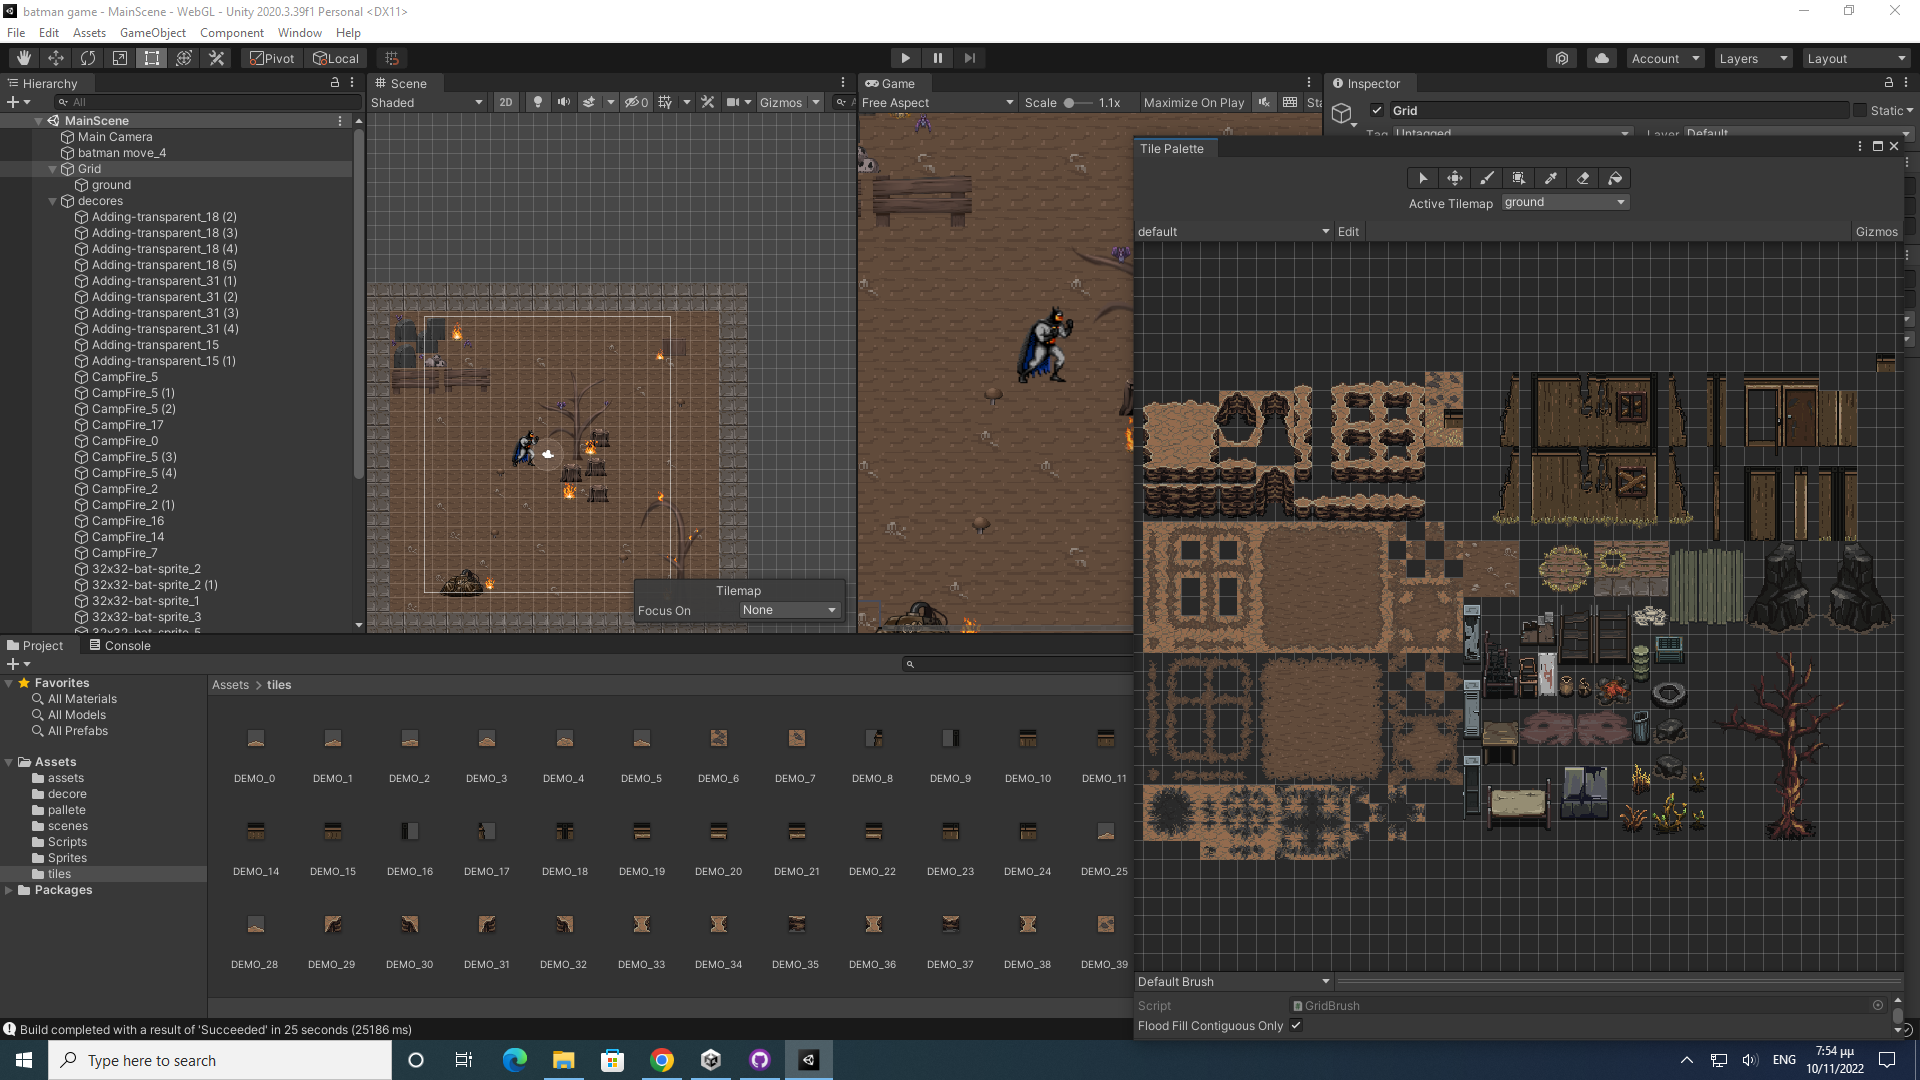 batman game - MainScene - WebGL - Unity 2020.3.39f1 Personal <DX11>
File Edit Assets GameObject Component Window Help
Pivot Local
Account Layers Layout
Hierarchy
All
MainScene
Main Camera
batman move_4
Grid
ground
decores
Adding-transparent_18 (2)
Adding-transparent_18 (3)
Adding-transparent_18 (4)
Adding-transparent_18 (5)
Adding-transparent_31 (1)
Adding-transparent_31 (2)
Adding-transparent_31 (3)
Adding-transparent_31 (4)
Adding-transparent_15
Adding-transparent_15 (1)
CampFire_5
CampFire_5 (1)
CampFire_5 (2)
CampFire_17
CampFire_0
CampFire_5 (3)
CampFire_5 (4)
CampFire_2
CampFire_2 (1)
CampFire_16
CampFire_14
CampFire_7
32x32-bat-sprite_2
32x32-bat-sprite_2 (1)
32x32-bat-sprite_1
32x32-bat-sprite_3
32x32-bat-sprite_5
Scene
Shaded 2D 0 Gizmos
Tilemap
Focus On None
Game
Free Aspect Scale 1.1x Maximize On Play Sta
Inspector
Grid Static
Tag Untagged Layer Default
Tile Palette
Active Tilemap ground
default Edit Gizmos
Default Brush
Script GridBrush
Flood Fill Contiguous Only
Project Console
Favorites
All Materials
All Models
All Prefabs
Assets
assets
decore
pallete
scenes
Scripts
Sprites
tiles
Packages
Assets > tiles
DEMO_0 DEMO_1 DEMO_2 DEMO_3 DEMO_4 DEMO_5 DEMO_6 DEMO_7 DEMO_8 DEMO_9 DEMO_10 DEMO_11
DEMO_14 DEMO_15 DEMO_16 DEMO_17 DEMO_18 DEMO_19 DEMO_20 DEMO_21 DEMO_22 DEMO_23 DEMO_24 DEMO_25
DEMO_28 DEMO_29 DEMO_30 DEMO_31 DEMO_32 DEMO_33 DEMO_34 DEMO_35 DEMO_36 DEMO_37 DEMO_38 DEMO_39
Build completed with a result of 'Succeeded' in 25 seconds (25186 ms)
Type here to search
ENG
7:54 μμ
10/11/2022